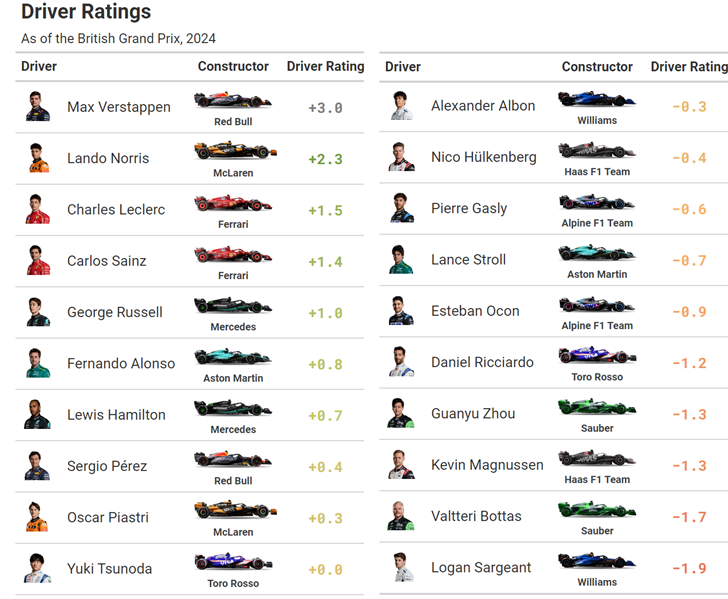 Driver Ratings
As of the British Grand Prix, 2024
Driver Constructor Driver Rating
Max Verstappen Red Bull +3.0
Lando Norris McLaren +2.3
Charles Leclerc Ferrari +1.5
Carlos Sainz Ferrari +1.4
George Russell Mercedes +1.0
Fernando Alonso Aston Martin +0.8
Lewis Hamilton Mercedes +0.7
Sergio Pérez Red Bull +0.4
Oscar Piastri McLaren +0.3
Yuki Tsunoda Toro Rosso +0.0
Driver Constructor Driver Rating
Alexander Albon Williams -0.3
Nico Hülkenberg Haas F1 Team -0.4
Pierre Gasly Alpine F1 Team -0.6
Lance Stroll Aston Martin -0.7
Esteban Ocon Alpine F1 Team -0.9
Daniel Ricciardo Toro Rosso -1.2
Guanyu Zhou Sauber -1.3
Kevin Magnussen Haas F1 Team -1.3
Valtteri Bottas Sauber -1.7
Logan Sargeant Williams -1.9